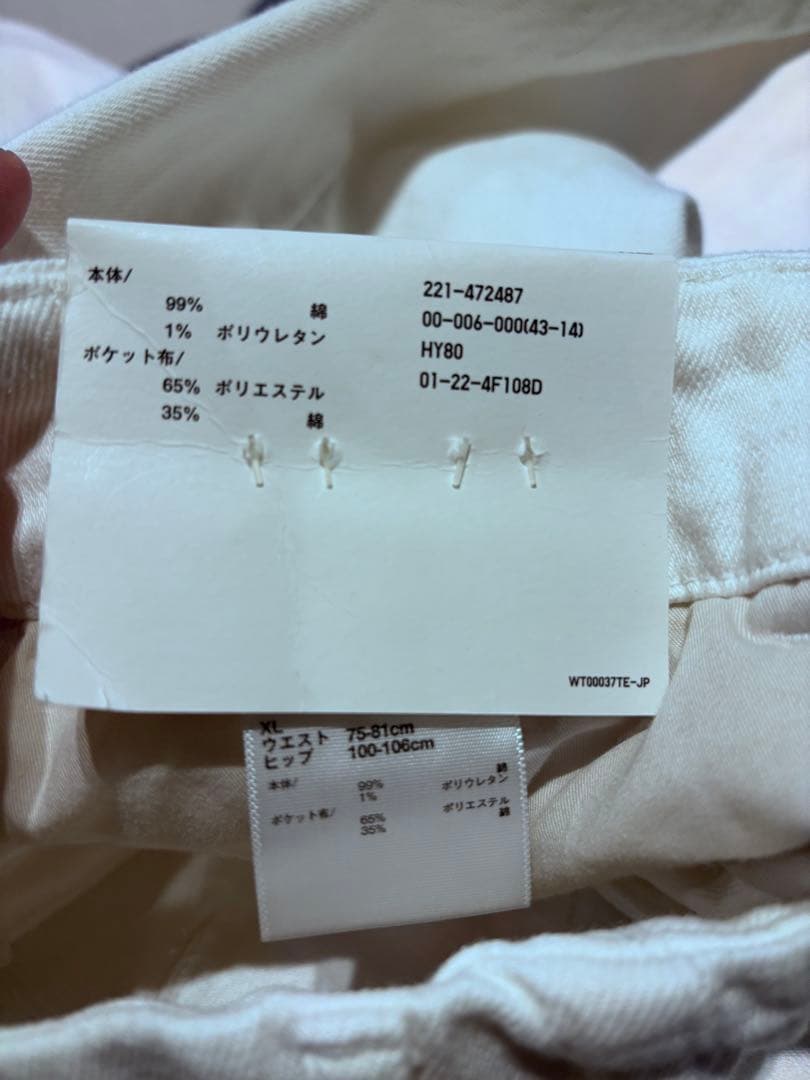 本体/
99% 綿
1% ポリウレタン
ポケット布/
65% ポリエステル
35% 綿
221-472487
00-006-000(43-14)
HY80
01-22-4F108D
WT00037TE-JP
XL
ウエスト 75-81cm
ヒップ 100-106cm
本体/ 99% 綿
1% ポリウレタン
ポケット布/ 65% ポリエステル
35% 綿